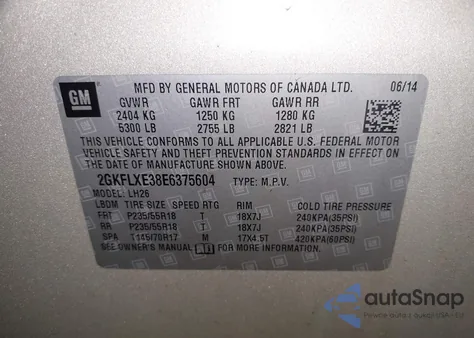 GM
MFD BY GENERAL MOTORS OF CANADA LTD. 06/14
GVWR GAWR FRT GAWR RR
2404 KG 1250 KG 1280 KG
5300 LB 2755 LB 2821 LB
THIS VEHICLE CONFORMS TO ALL APPLICABLE U.S. FEDERAL MOTOR
VEHICLE SAFETY AND THEFT PREVENTION STANDARDS IN EFFECT ON
THE DATE OF MANUFACTURE SHOWN ABOVE.
2GKFLXE38E6375604 TYPE: M.P.V.
MODEL: LH26
LBDM TIRE SIZE SPEED RTG RIM COLD TIRE PRESSURE
FRT P235/55R18 T 18X7J 240KPA(35PSI)
RR P235/55R18 T 18X7J 240KPA(35PSI)
SPA T145/70R17 M 17X4.5T 420KPA(60PSI)
SEE OWNER'S MANUAL
autoSnap